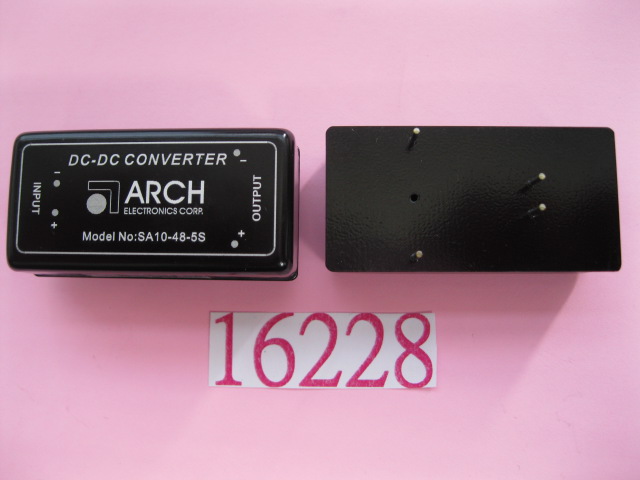 DC-DC CONVERTER
INPUT
- +
ARCH
ELECTRONICS CORP.
Model No:SA10-48-5S
- +
OUTPUT
16228